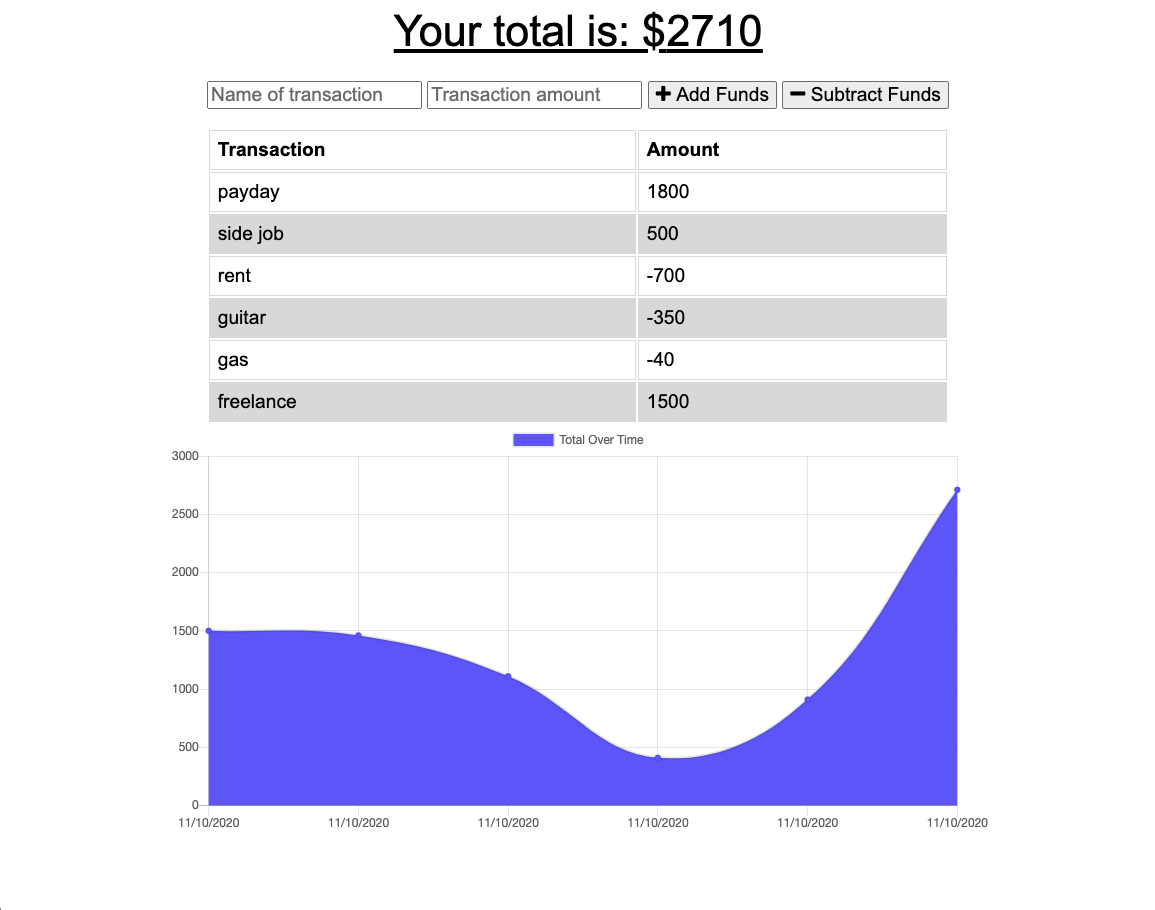 Your total is: $2710
Name of transaction Transaction amount + Add Funds − Subtract Funds
Transaction Amount
payday 1800
side job 500
rent -700
guitar -350
gas -40
freelance 1500
Total Over Time
3000
2500
2000
1500
1000
500
0
11/10/2020 11/10/2020 11/10/2020 11/10/2020 11/10/2020 11/10/2020